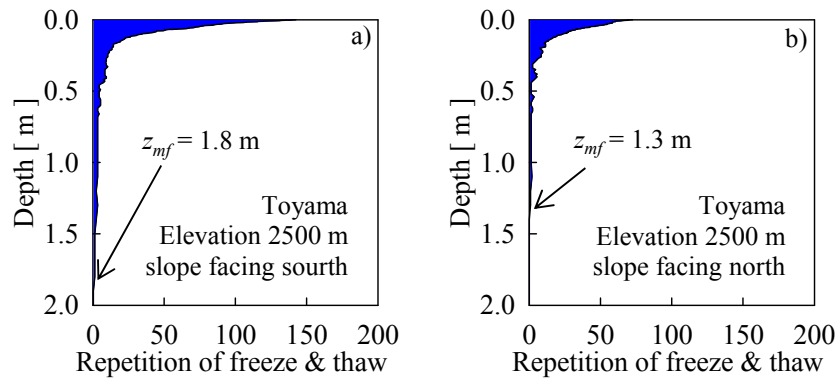 a)
Depth [ m ]
0.0
0.5
1.0
1.5
2.0
z_mf = 1.8 m
Toyama
Elevation 2500 m
slope facing sourth
0 50 100 150 200
Repetition of freeze & thaw
b)
Depth [ m ]
0.0
0.5
1.0
1.5
2.0
z_mf = 1.3 m
Toyama
Elevation 2500 m
slope facing north
0 50 100 150 200
Repetition of freeze & thaw